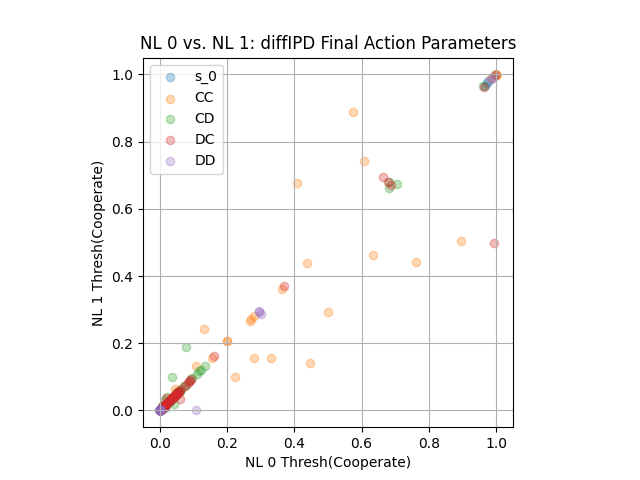 NL 0 vs. NL 1: diffIPD Final Action Parameters
s_0
CC
CD
DC
DD
1.0
0.8
0.6
0.4
0.2
0.0
NL 1 Thresh(Cooperate)
0.0 0.2 0.4 0.6 0.8 1.0
NL 0 Thresh(Cooperate)